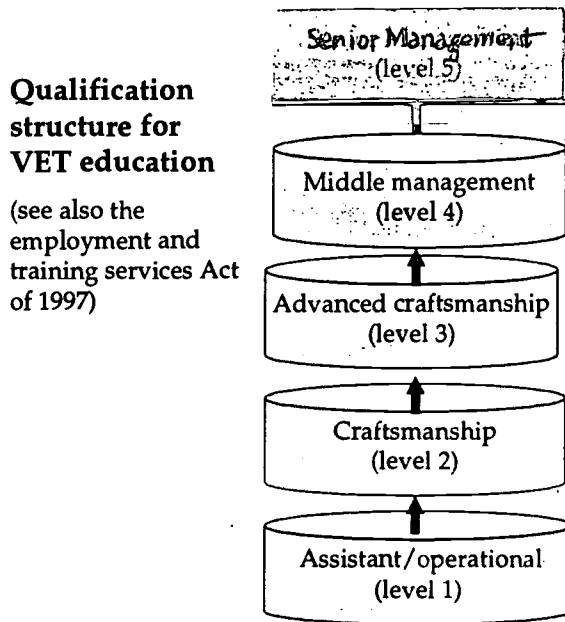 Qualification
structure for
VET education
(see also the
employment and
training services Act
of 1997)
Senior Management
(level 5)
Middle management
(level 4)
Advanced craftsmanship
(level 3)
Craftsmanship
(level 2)
Assistant/operational
(level 1)